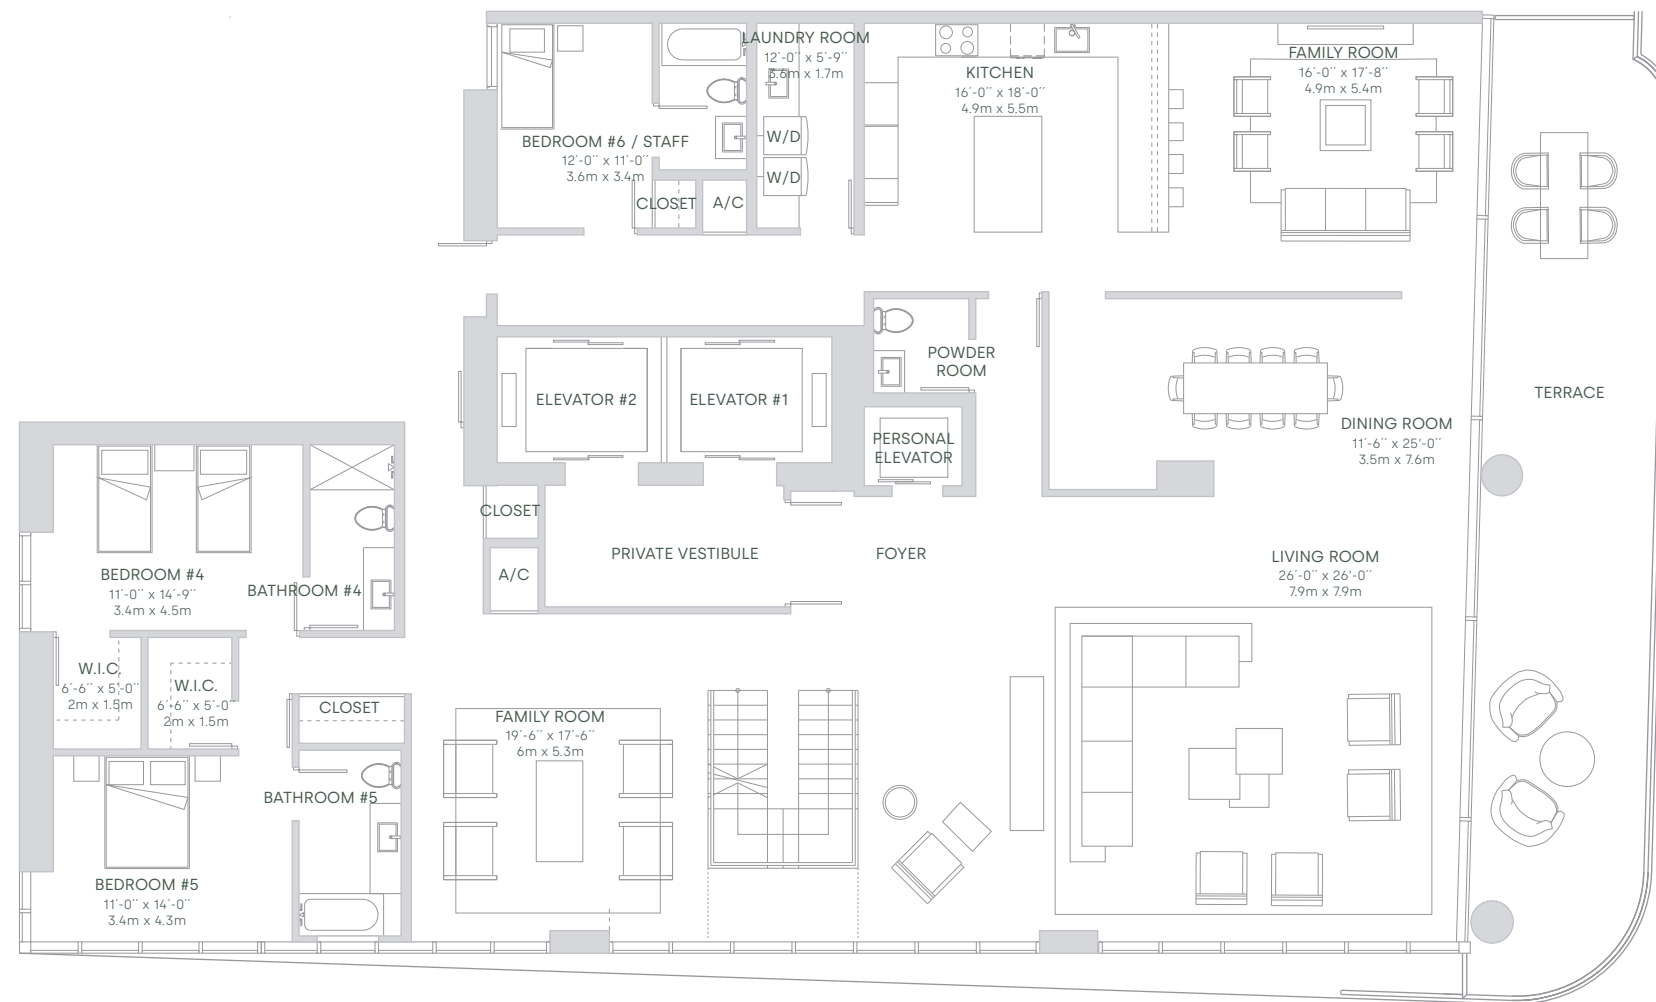 LAUNDRY ROOM
12'-0" x 5'-9"
3.6m x 1.7m
KITCHEN
16'-0" x 18'-0"
4.9m x 5.5m
FAMILY ROOM
16'-0" x 17'-8"
4.9m x 5.4m
BEDROOM #6 / STAFF
12'-0" x 11'-0"
3.6m x 3.4m
W/D
W/D
CLOSET
A/C
POWDER
ROOM
ELEVATOR #2
ELEVATOR #1
PERSONAL
ELEVATOR
DINING ROOM
11'-6" x 25'-0"
3.5m x 7.6m
TERRACE
CLOSET
A/C
PRIVATE VESTIBULE
FOYER
LIVING ROOM
26'-0" x 26'-0"
7.9m x 7.9m
BEDROOM #4
11'-0" x 14'-9"
3.4m x 4.5m
BATHROOM #4
W.I.C.
6'-6" x 5'-0"
2m x 1.5m
W.I.C.
6'-6" x 5'-0"
2m x 1.5m
CLOSET
FAMILY ROOM
19'-6" x 17'-6"
6m x 5.3m
BATHROOM #5
BEDROOM #5
11'-0" x 14'-0"
3.4m x 4.3m